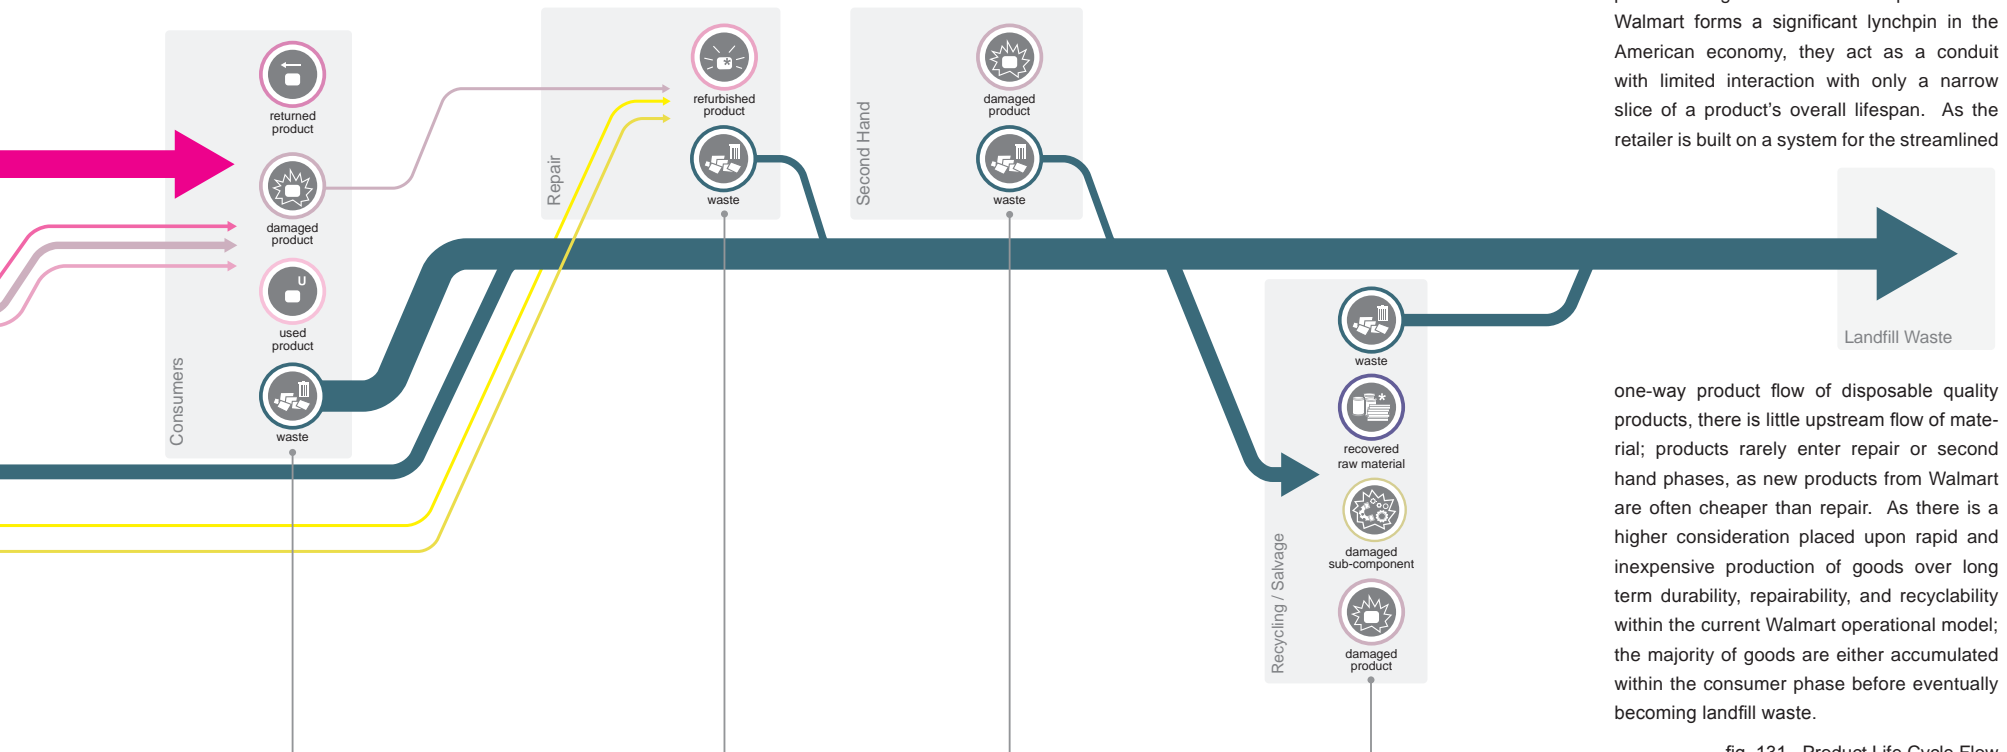 returned
product
damaged
product
used
product
waste
Consumers
refurbished
product
waste
Repair
damaged
product
waste
Second Hand
waste
recovered
raw material
damaged
sub-component
damaged
product
Recycling / Salvage
Landfill Waste
Walmart forms a significant lynchpin in the
American economy, they act as a conduit
with limited interaction with only a narrow
slice of a product's overall lifespan. As the
retailer is built on a system for the streamlined
one-way product flow of disposable quality
products, there is little upstream flow of mate-
rial; products rarely enter repair or second
hand phases, as new products from Walmart
are often cheaper than repair. As there is a
higher consideration placed upon rapid and
inexpensive production of goods over long
term durability, repairability, and recyclability
within the current Walmart operational model;
the majority of goods are either accumulated
within the consumer phase before eventually
becoming landfill waste.
fig. 131 Product Life Cycle Flow